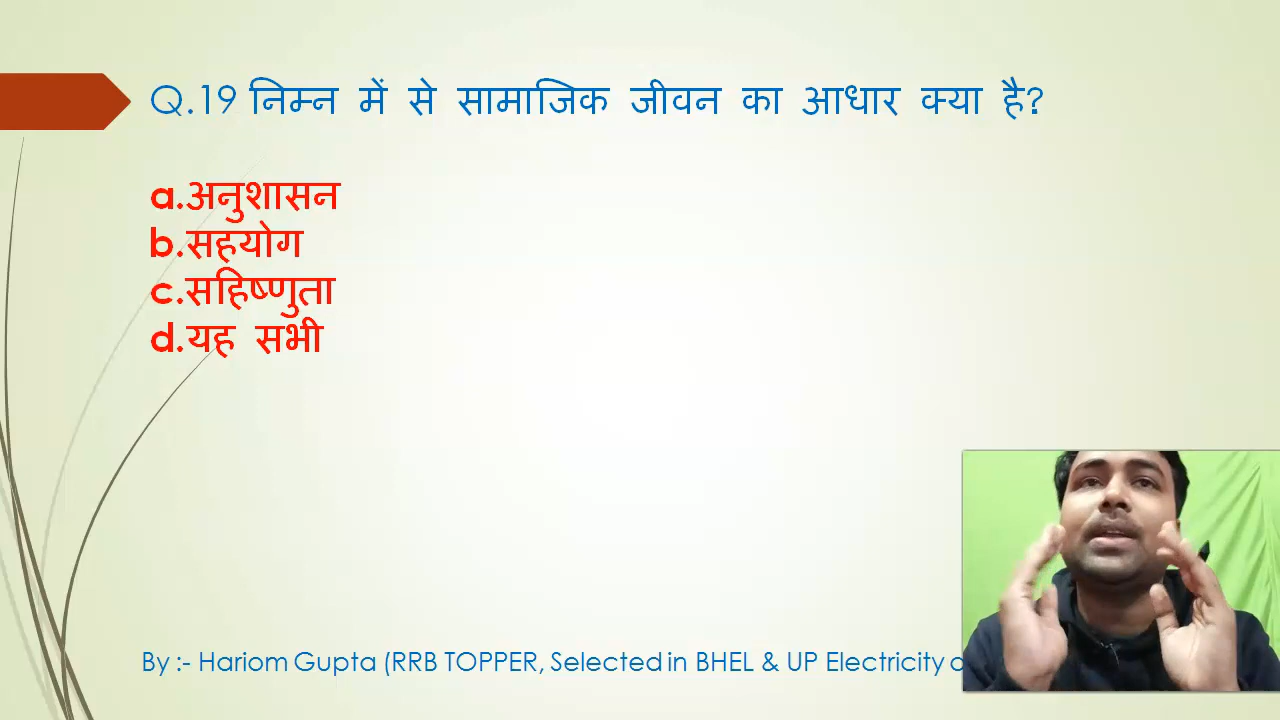 Q.19 निम्न में से सामाजिक जीवन का आधार क्या है?
a.अनुशासन
b.सहयोग
c.सहिष्णुता
d.यह सभी
By :- Hariom Gupta (RRB TOPPER, Selected in BHEL & UP Electricity